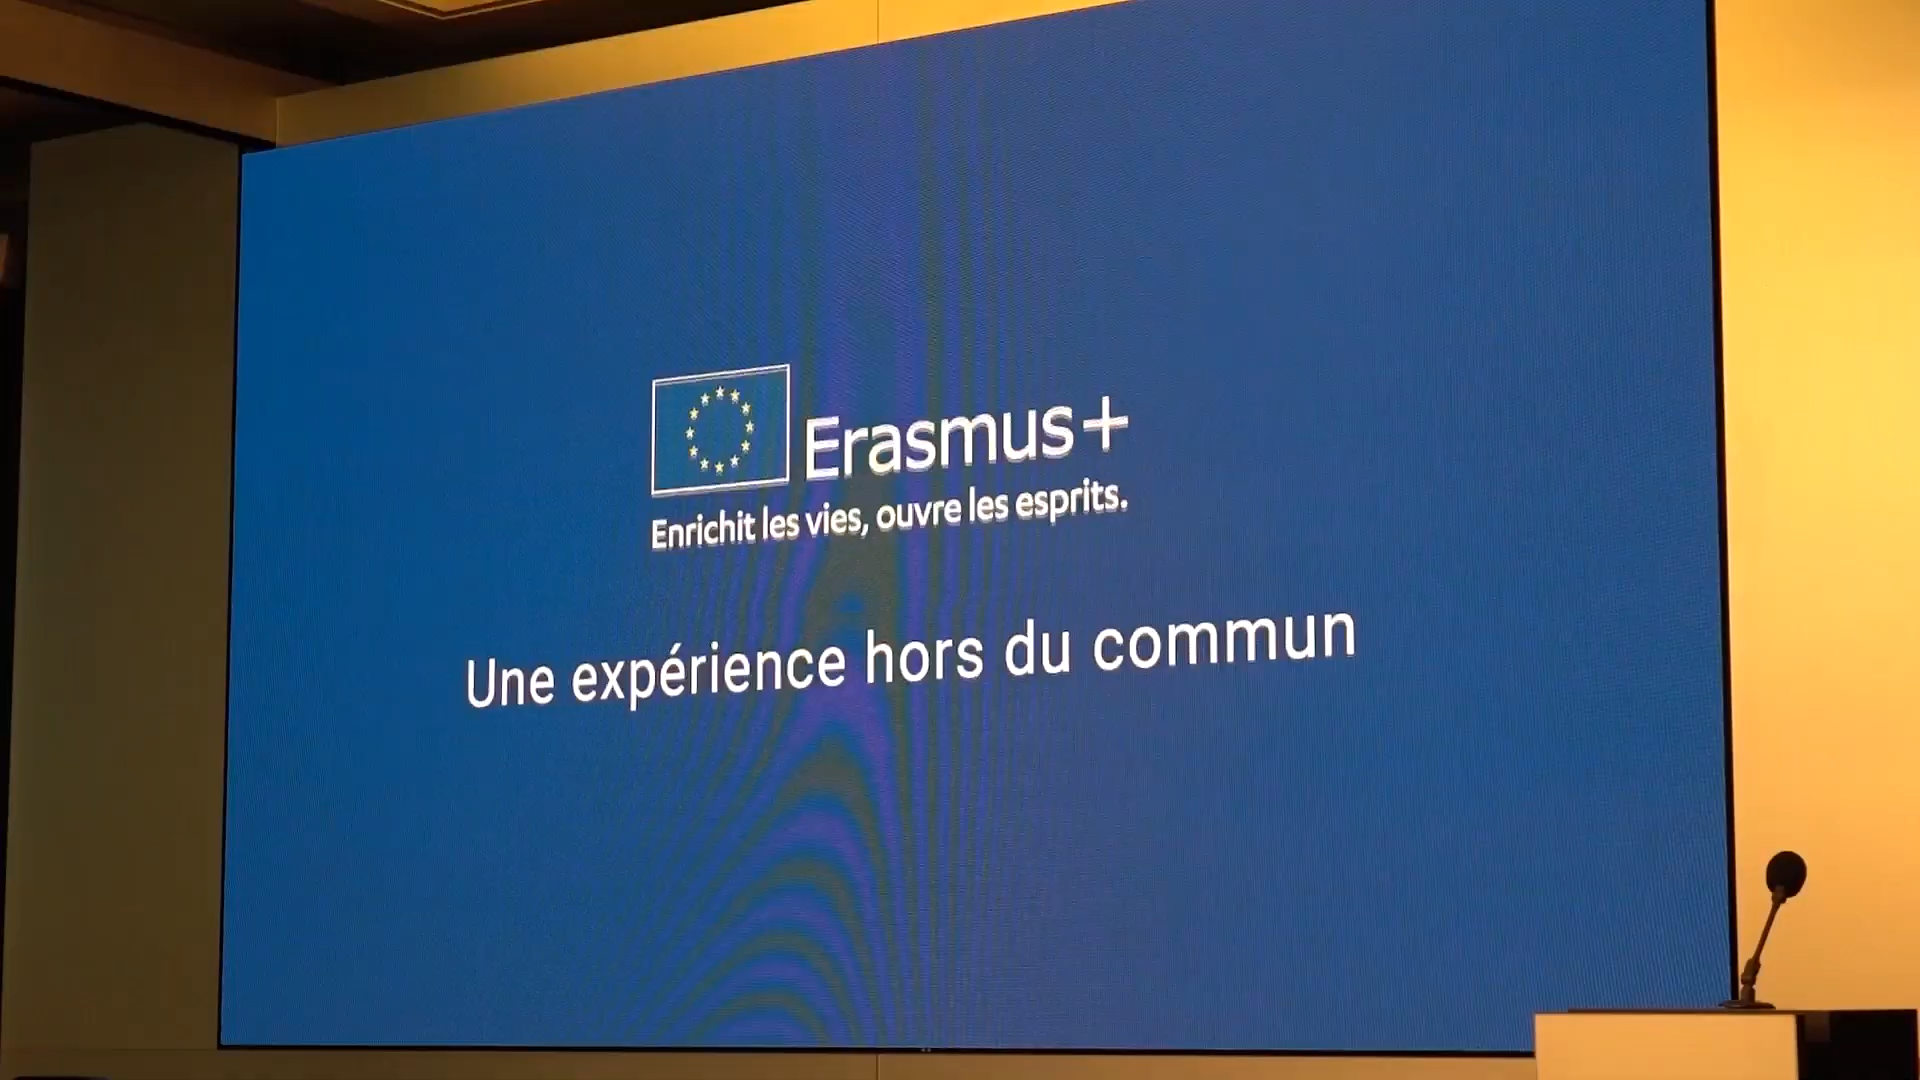 Erasmus+
Enrichit les vies, ouvre les esprits.
Une expérience hors du commun